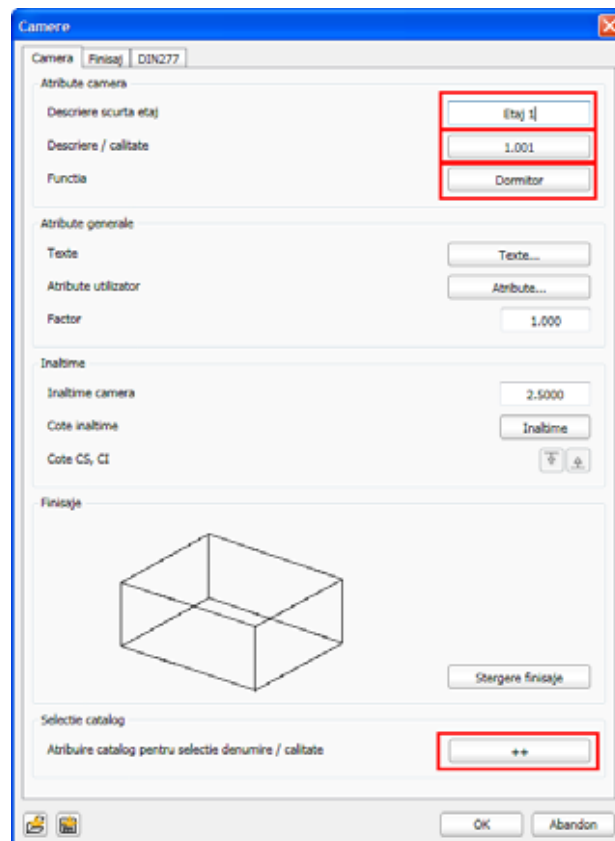 Camere
Camera Finisaj DIN277
Atribute camera
Descriere scurta etaj Etaj 1
Descriere / calitate 1.001
Functia Dormitor
Atribute generale
Texte Texte...
Atribute utilizator Atribute...
Factor 1.000
Inaltime
Inaltime camera 2.5000
Cote inaltime Inaltime
Cote CS, CI
Finisaje
Stergere finisaje
Selectie catalog
Atribuire catalog pentru selectie denumire / calitate ++
OK Abandon